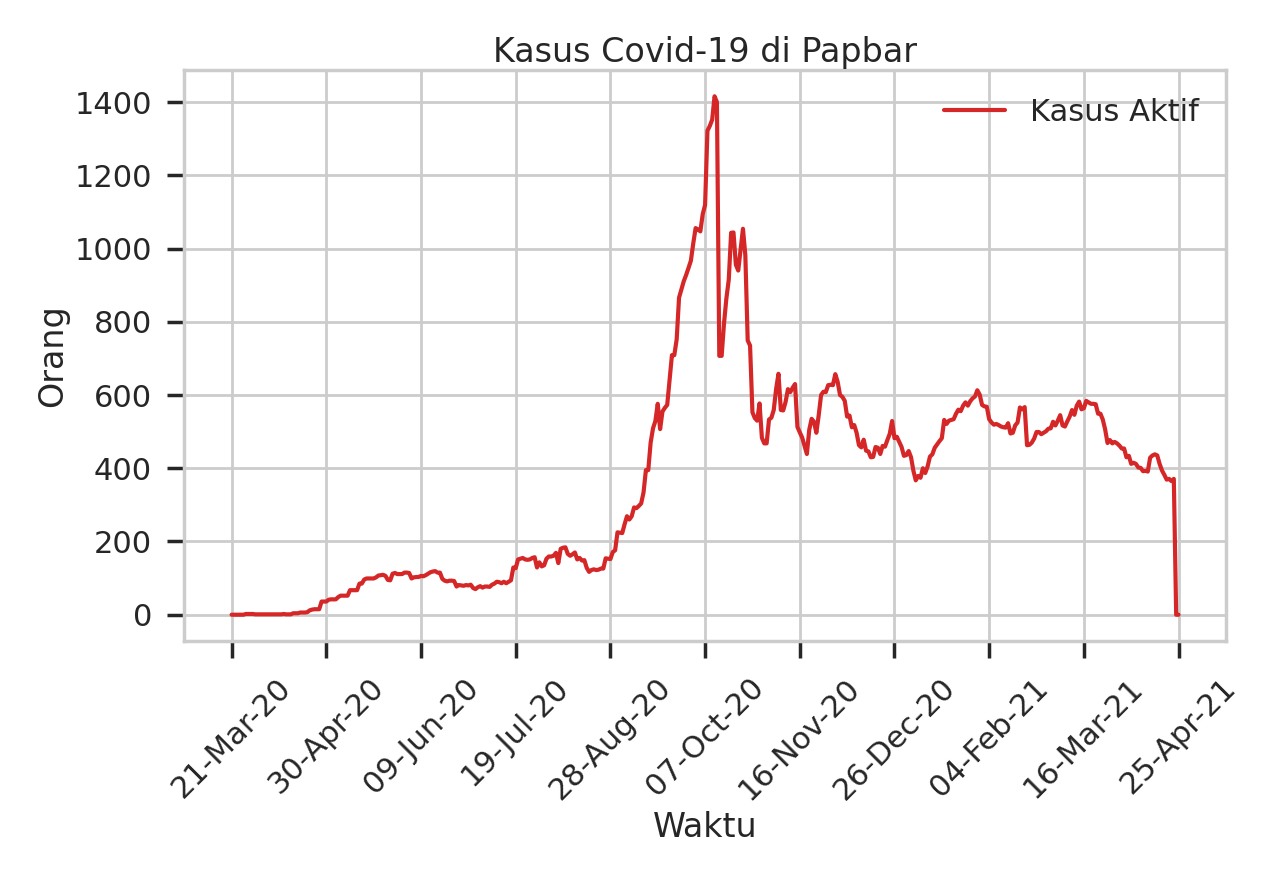 Kasus Covid-19 di Papbar
Kasus Aktif
1400
1200
1000
800
600
400
200
0
Orang
21-Mar-20
30-Apr-20
09-Jun-20
19-Jul-20
28-Aug-20
07-Oct-20
16-Nov-20
26-Dec-20
04-Feb-21
16-Mar-21
25-Apr-21
Waktu